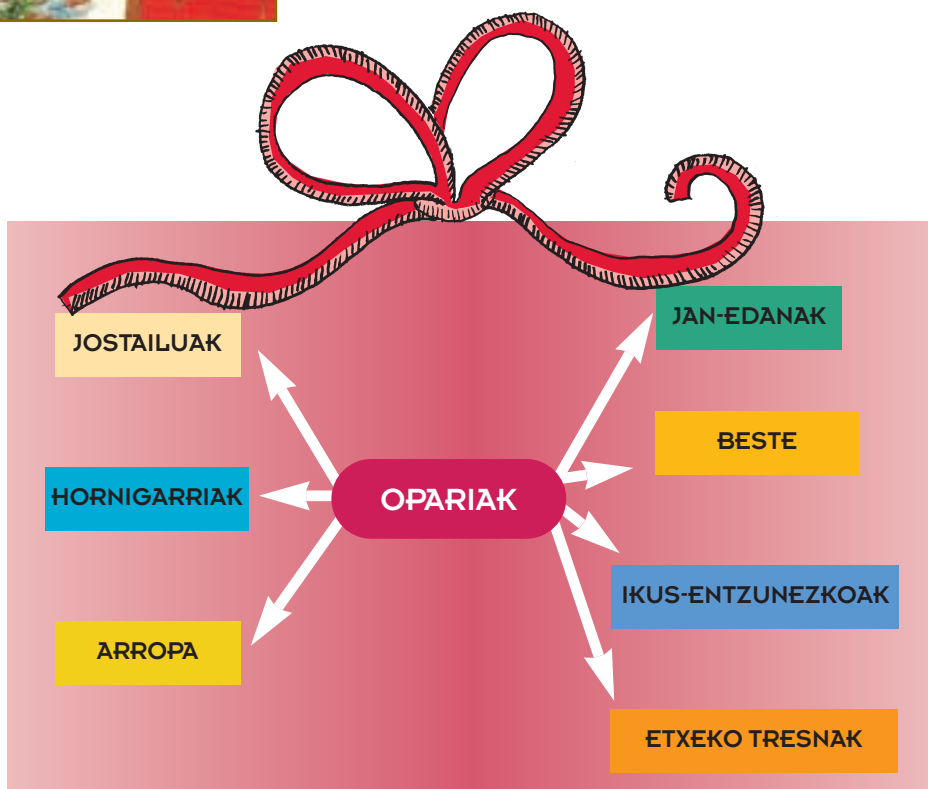 JOSTAILUAK
JAN-EDANAK
BESTE
HORNIGARRIAK
OPARIAK
IKUS-ENTZUNEZKOAK
ARROPA
ETXEKO TRESNAK